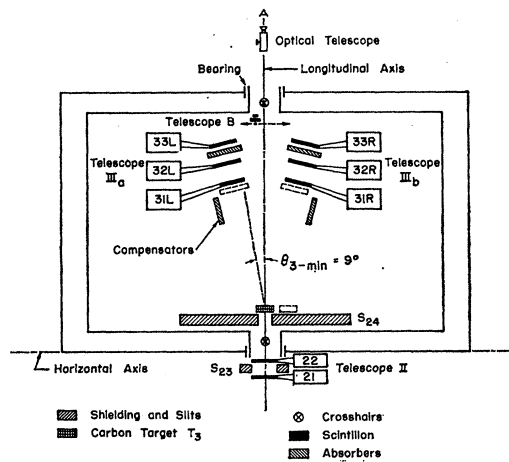 A
Optical Telescope
Bearing
Longitudinal Axis
Telescope B
33L
33R
Telescope IIIa
32L
32R
Telescope IIIb
31L
31R
Compensators
θ3-min = 9°
S24
Horizontal Axis
S23
22
Telescope II
21
Shielding and Slits
Crosshairs
Carbon Target T3
Scintillon
Absorbers